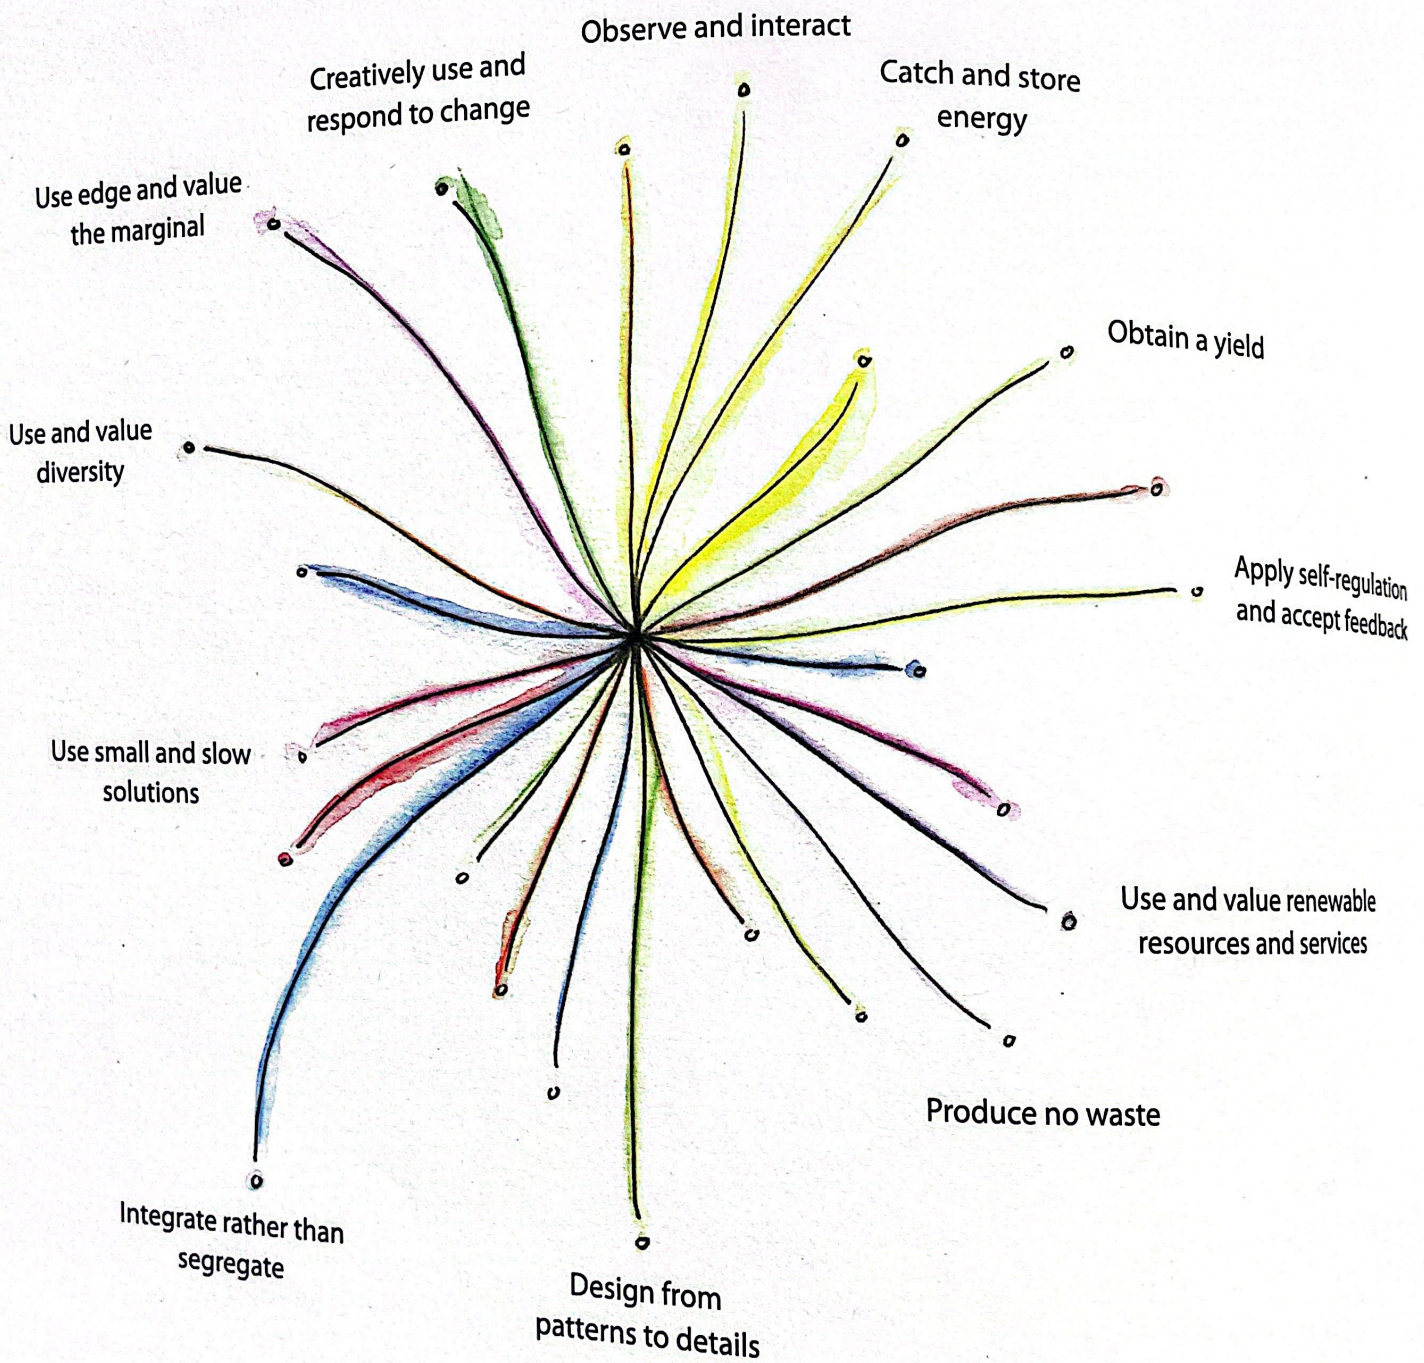 Observe and interact
Catch and store
energy
Obtain a yield
Apply self-regulation
and accept feedback
Use and value renewable
resources and services
Produce no waste
Design from
patterns to details
Integrate rather than
segregate
Use small and slow
solutions
Use and value
diversity
Use edge and value
the marginal
Creatively use and
respond to change